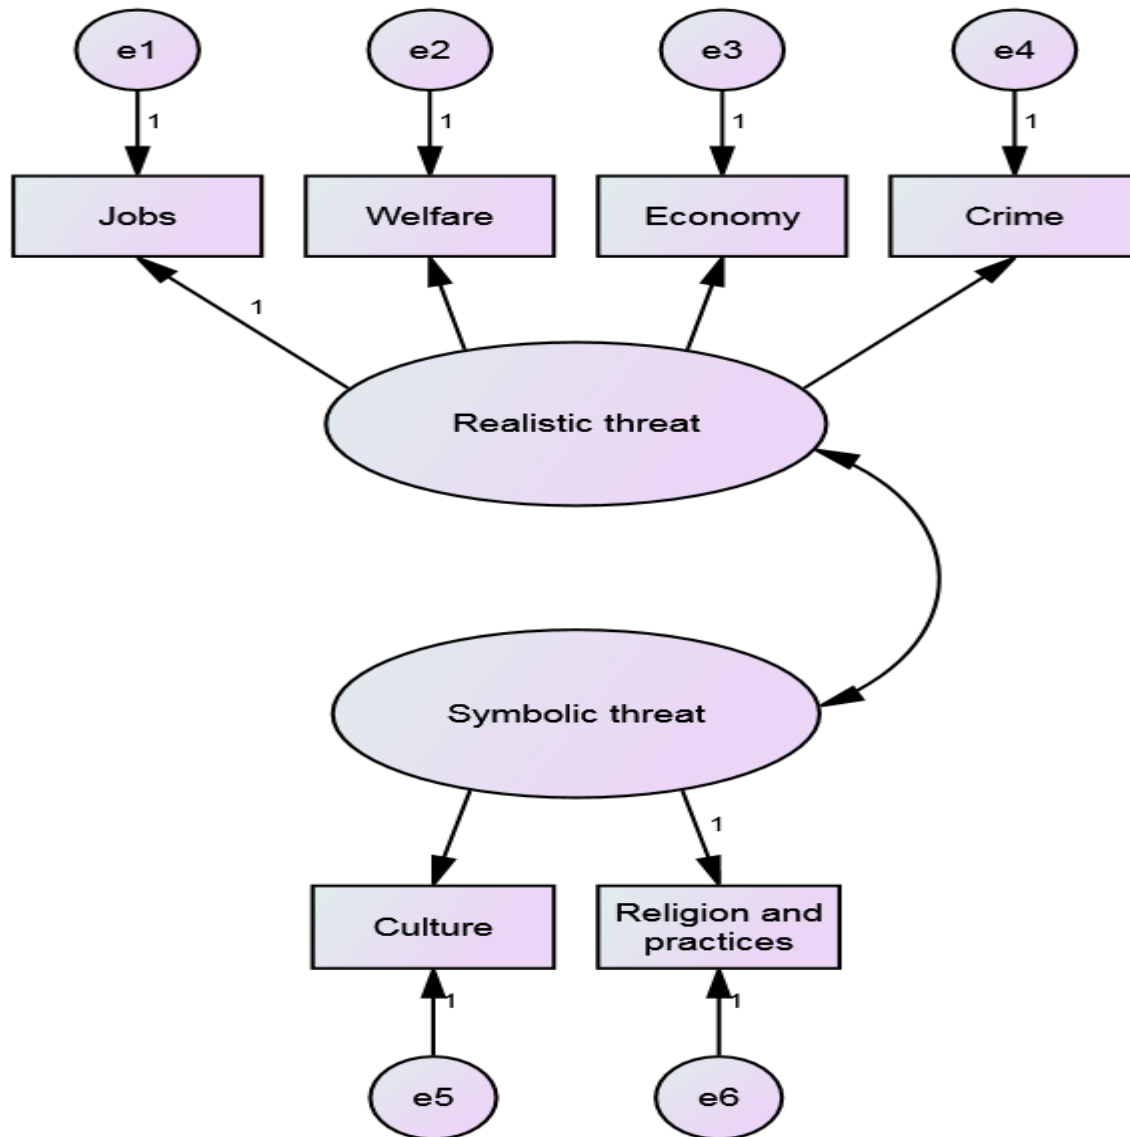 e1
e2
e3
e4
1
1
1
1
Jobs
Welfare
Economy
Crime
1
Realistic threat
Symbolic threat
1
Culture
Religion and
practices
1
1
e5
e6